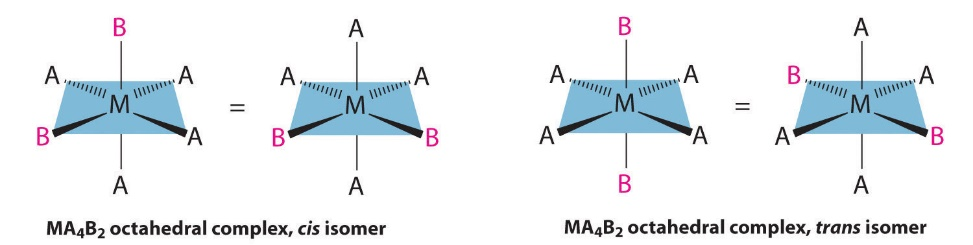 B
A
A
M
B
A
A
=
A
A
A
M
B
B
A
MA₄B₂ octahedral complex, cis isomer
B
A
A
M
A
A
B
=
A
B
A
M
A
B
A
MA₄B₂ octahedral complex, trans isomer